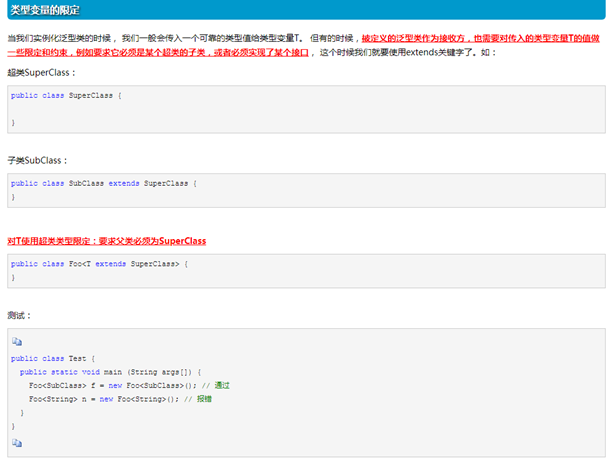 类型变量的限定
当我们实例化泛型类的时候， 我们一般会传入一个可靠的类型值给类型变量T。 但有的时候，被定义的泛型类作为接收方，也需要对传入的类型变量T的值做
一些限定和约束，例如要求它必须是某个超类的子类，或者必须实现了某个接口， 这个时候我们就要使用extends关键字了。如：
超类SuperClass：
public class SuperClass {
}
子类SubClass：
public class SubClass extends SuperClass {
}
对T使用超类类型限定：要求父类必须为SuperClass
public class Foo<T extends SuperClass> {
}
测试：
public class Test {
public static void main (String args[]) {
Foo<SubClass> f = new Foo<SubClass>(); // 通过
Foo<String> n = new Foo<String>(); // 报错
}
}